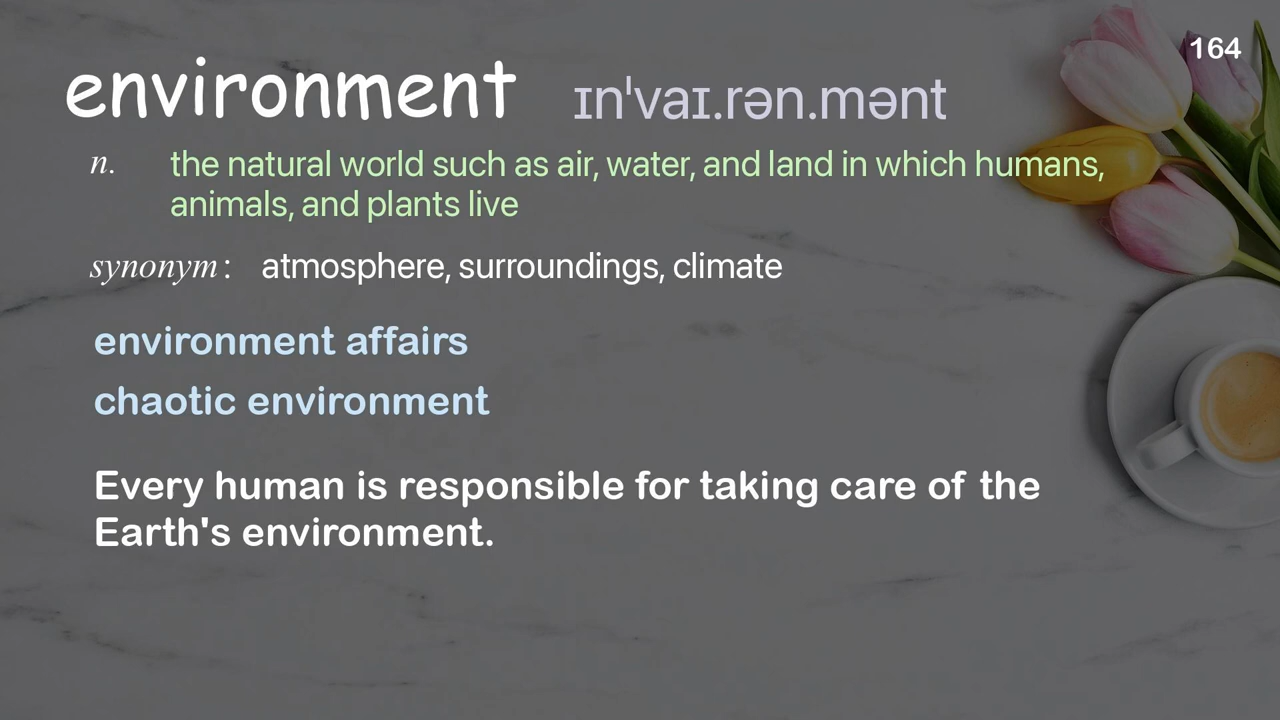 164
environment ɪnˈvaɪ.rən.mənt
n. the natural world such as air, water, and land in which humans,
animals, and plants live
synonym: atmosphere, surroundings, climate
environment affairs
chaotic environment
Every human is responsible for taking care of the
Earth's environment.